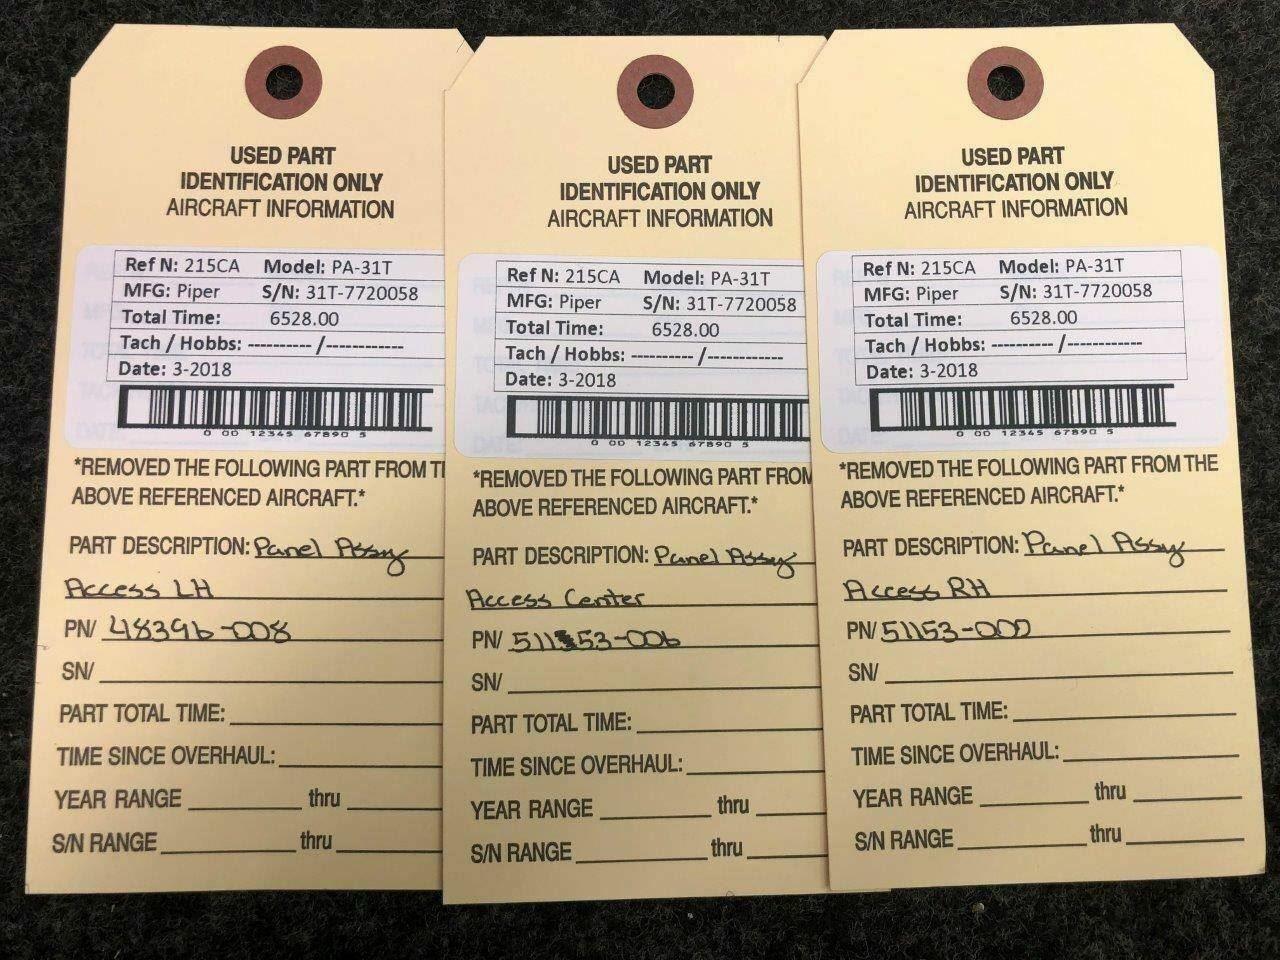 USED PART
IDENTIFICATION ONLY
AIRCRAFT INFORMATION
Ref N: 215CA Model: PA-31T
MFG: Piper S/N: 31T-7720058
Total Time: 6528.00
Tach / Hobbs: ---------- /------------
Date: 3-2018
0 00 12345 67890 5
*REMOVED THE FOLLOWING PART FROM TH
ABOVE REFERENCED AIRCRAFT.*
PART DESCRIPTION: Panel Assy
Access LH
PN/ 48396-008
SN/
PART TOTAL TIME:
TIME SINCE OVERHAUL:
YEAR RANGE thru
S/N RANGE thru
USED PART
IDENTIFICATION ONLY
AIRCRAFT INFORMATION
Ref N: 215CA Model: PA-31T
MFG: Piper S/N: 31T-7720058
Total Time: 6528.00
Tach / Hobbs: ---------- /------------
Date: 3-2018
0 00 12345 67890 5
*REMOVED THE FOLLOWING PART FROM
ABOVE REFERENCED AIRCRAFT.*
PART DESCRIPTION: Panel Assy
Access Center
PN/ 51153-006
SN/
PART TOTAL TIME:
TIME SINCE OVERHAUL:
YEAR RANGE thru
S/N RANGE thru
USED PART
IDENTIFICATION ONLY
AIRCRAFT INFORMATION
Ref N: 215CA Model: PA-31T
MFG: Piper S/N: 31T-7720058
Total Time: 6528.00
Tach / Hobbs: ---------- /------------
Date: 3-2018
0 00 12345 67890 5
*REMOVED THE FOLLOWING PART FROM THE
ABOVE REFERENCED AIRCRAFT.*
PART DESCRIPTION: Panel Assy
Access RH
PN/ 51153-000
SN/
PART TOTAL TIME:
TIME SINCE OVERHAUL:
YEAR RANGE thru
S/N RANGE thru